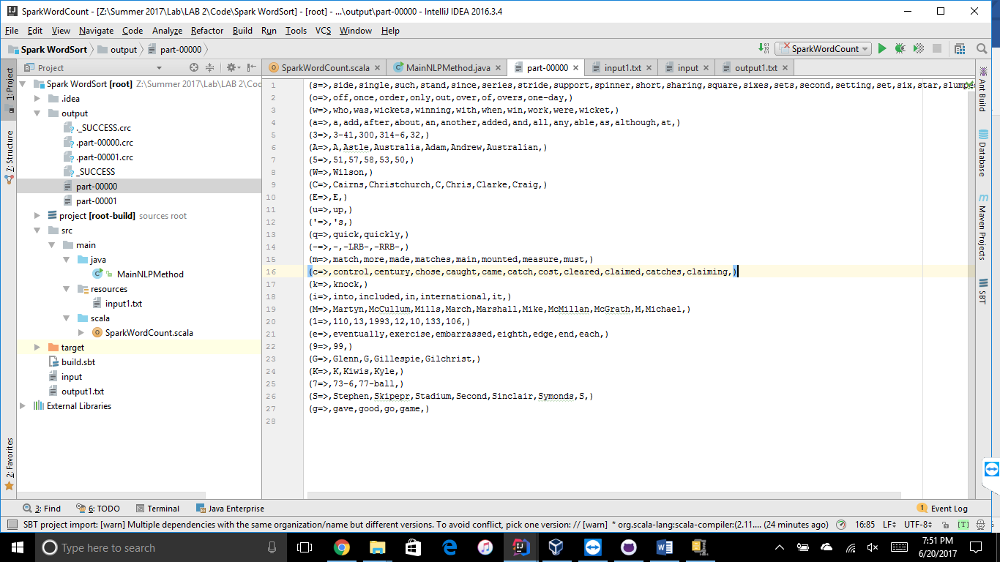 SparkWordCount - [Z:\Summer 2017\Lab\LAB 2\Code\Spark WordSort] - [root] - ...\output\part-00000 - IntelliJ IDEA 2016.3.4
File Edit View Navigate Code Analyze Refactor Build Run Tools VCS Window Help
Spark WordSort output part-00000 SparkWordCount
1: Project
7: Structure
2: Favorites
Project
Spark WordSort [root] Z:\Summer 2017\Lab\LAB 2\Coc
.idea
output
._SUCCESS.crc
.part-00000.crc
.part-00001.crc
_SUCCESS
part-00000
part-00001
project [root-build] sources root
src
main
java
MainNLPMethod
resources
input1.txt
scala
SparkWordCount.scala
target
build.sbt
input
output1.txt
External Libraries
SparkWordCount.scala MainNLPMethod.java part-00000 input1.txt input output1.txt
1 (s=>,side,single,such,stand,since,series,stride,support,spinner,short,sharing,square,sixes,sets,second,setting,set,six,star,slump
2 (o=>,off,once,order,only,out,over,of,overs,one-day,)
3 (w=>,who,was,wickets,winning,with,when,win,work,were,wicket,)
4 (a=>,a,add,after,about,an,another,added,and,all,any,able,as,although,at,)
5 (3=>,3-41,300,314-6,32,)
6 (A=>,A,Astle,Australia,Adam,Andrew,Australian,)
7 (5=>,51,57,58,53,50,)
8 (W=>,Wilson,)
9 (C=>,Cairns,Christchurch,C,Chris,Clarke,Craig,)
10 (E=>,E,)
11 (u=>,up,)
12 ('=>,'s,)
13 (q=>,quick,quickly,)
14 (-=>,-,-LRB-,-RRB-,)
15 (m=>,match,more,made,matches,main,mounted,measure,must,)
16 (c=>,control,century,chose,caught,came,catch,cost,cleared,claimed,catches,claiming,)
17 (k=>,knock,)
18 (i=>,into,included,in,international,it,)
19 (M=>,Martyn,McCullum,Mills,March,Marshall,Mike,McMillan,McGrath,M,Michael,)
20 (1=>,110,13,1993,12,10,133,106,)
21 (e=>,eventually,exercise,embarrassed,eighth,edge,end,each,)
22 (9=>,99,)
23 (G=>,Glenn,G,Gillespie,Gilchrist,)
24 (K=>,K,Kiwis,Kyle,)
25 (7=>,73-6,77-ball,)
26 (S=>,Stephen,Skipepr,Stadium,Second,Sinclair,Symonds,S,)
27 (g=>,gave,good,go,game,)
28
Ant Build
Database
Maven Projects
SBT
3: Find 6: TODO Terminal Java Enterprise 1 Event Log
SBT project import: [warn] Multiple dependencies with the same organization/name but different versions. To avoid conflict, pick one version: // [warn] * org.scala-lang:scala-compiler:(2.11.... (24 minutes ago) 16:85 LF÷ UTF-8÷ [T]
Type here to search
7:51 PM
6/20/2017